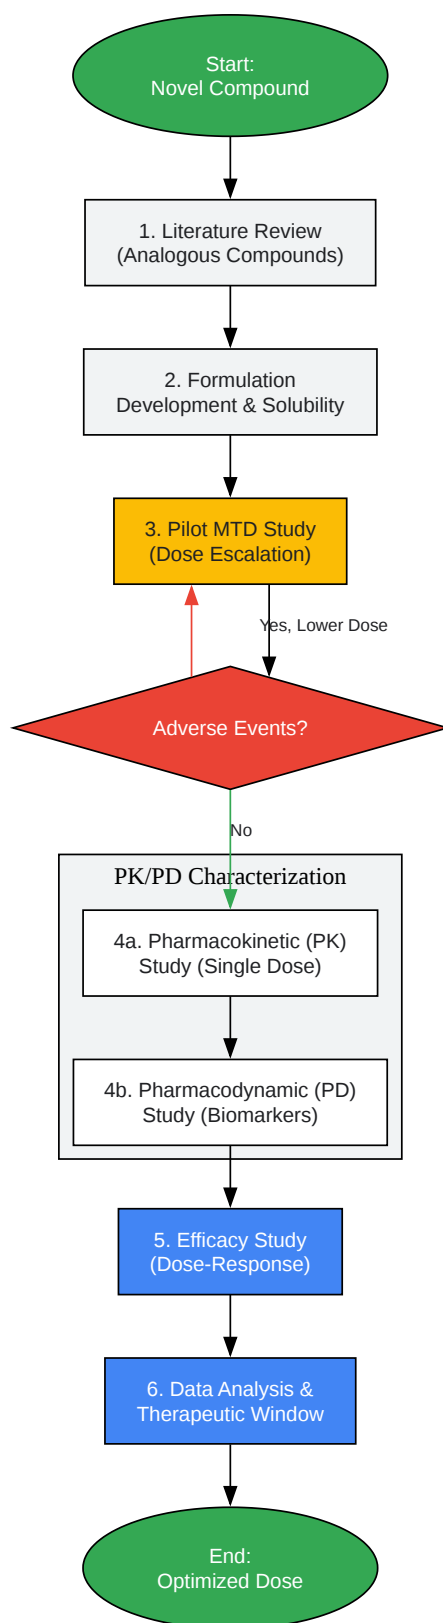 Start:
Novel Compound
1. Literature Review
(Analogous Compounds)
2. Formulation
Development & Solubility
3. Pilot MTD Study
(Dose Escalation)
Yes, Lower Dose
Adverse Events?
No
PK/PD Characterization
4a. Pharmacokinetic (PK)
Study (Single Dose)
4b. Pharmacodynamic (PD)
Study (Biomarkers)
5. Efficacy Study
(Dose-Response)
6. Data Analysis &
Therapeutic Window
End:
Optimized Dose